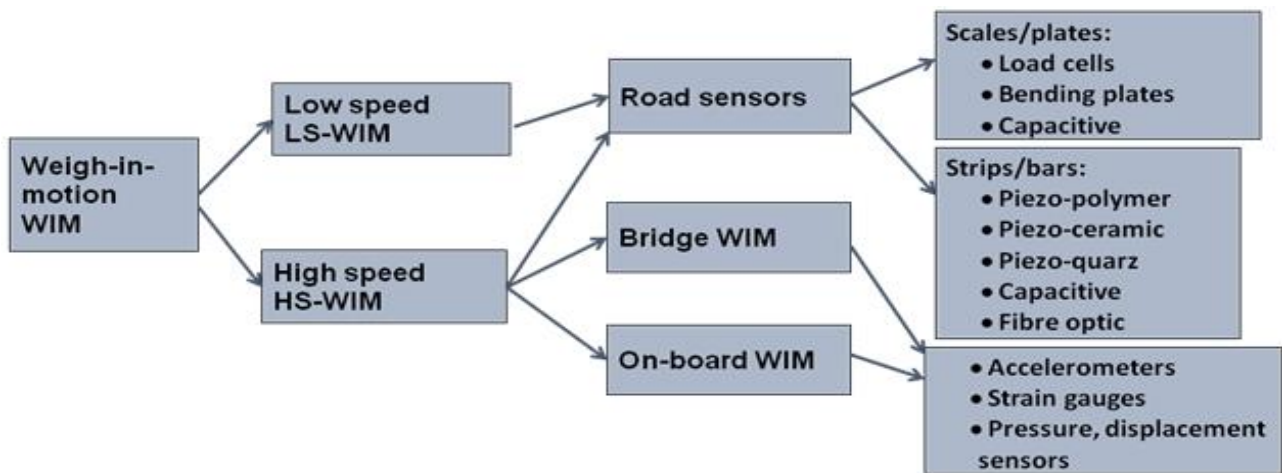 Weigh-in-
motion
WIM
Low speed
LS-WIM
High speed
HS-WIM
Road sensors
Bridge WIM
On-board WIM
Scales/plates:
• Load cells
• Bending plates
• Capacitive
Strips/bars:
• Piezo-polymer
• Piezo-ceramic
• Piezo-quarz
• Capacitive
• Fibre optic
• Accelerometers
• Strain gauges
• Pressure, displacement
sensors